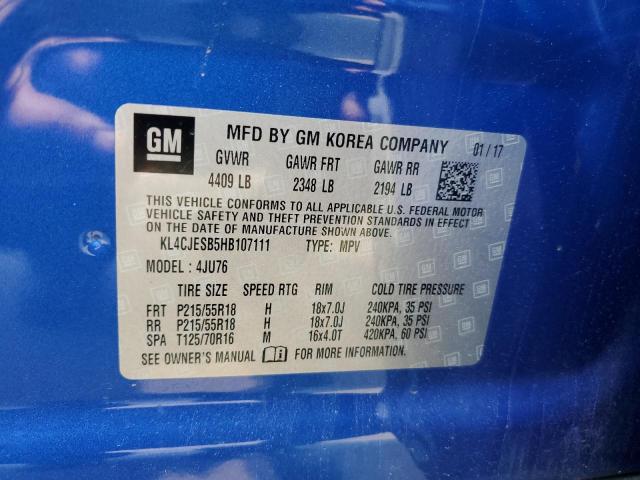 GM MFD BY GM KOREA COMPANY 01/17
GVWR GAWR FRT GAWR RR
4409 LB 2348 LB 2194 LB
THIS VEHICLE CONFORMS TO ALL APPLICABLE U.S. FEDERAL MOTOR
VEHICLE SAFETY AND THEFT PREVENTION STANDARDS IN EFFECT
ON THE DATE OF MANUFACTURE SHOWN ABOVE.
KL4CJESB5HB107111 TYPE: MPV
MODEL : 4JU76
TIRE SIZE SPEED RTG RIM COLD TIRE PRESSURE
FRT P215/55R18 H 18x7.0J 240KPA, 35 PSI
RR P215/55R18 H 18x7.0J 240KPA, 35 PSI
SPA T125/70R16 M 16x4.0T 420KPA, 60 PSI
SEE OWNER'S MANUAL FOR MORE INFORMATION.